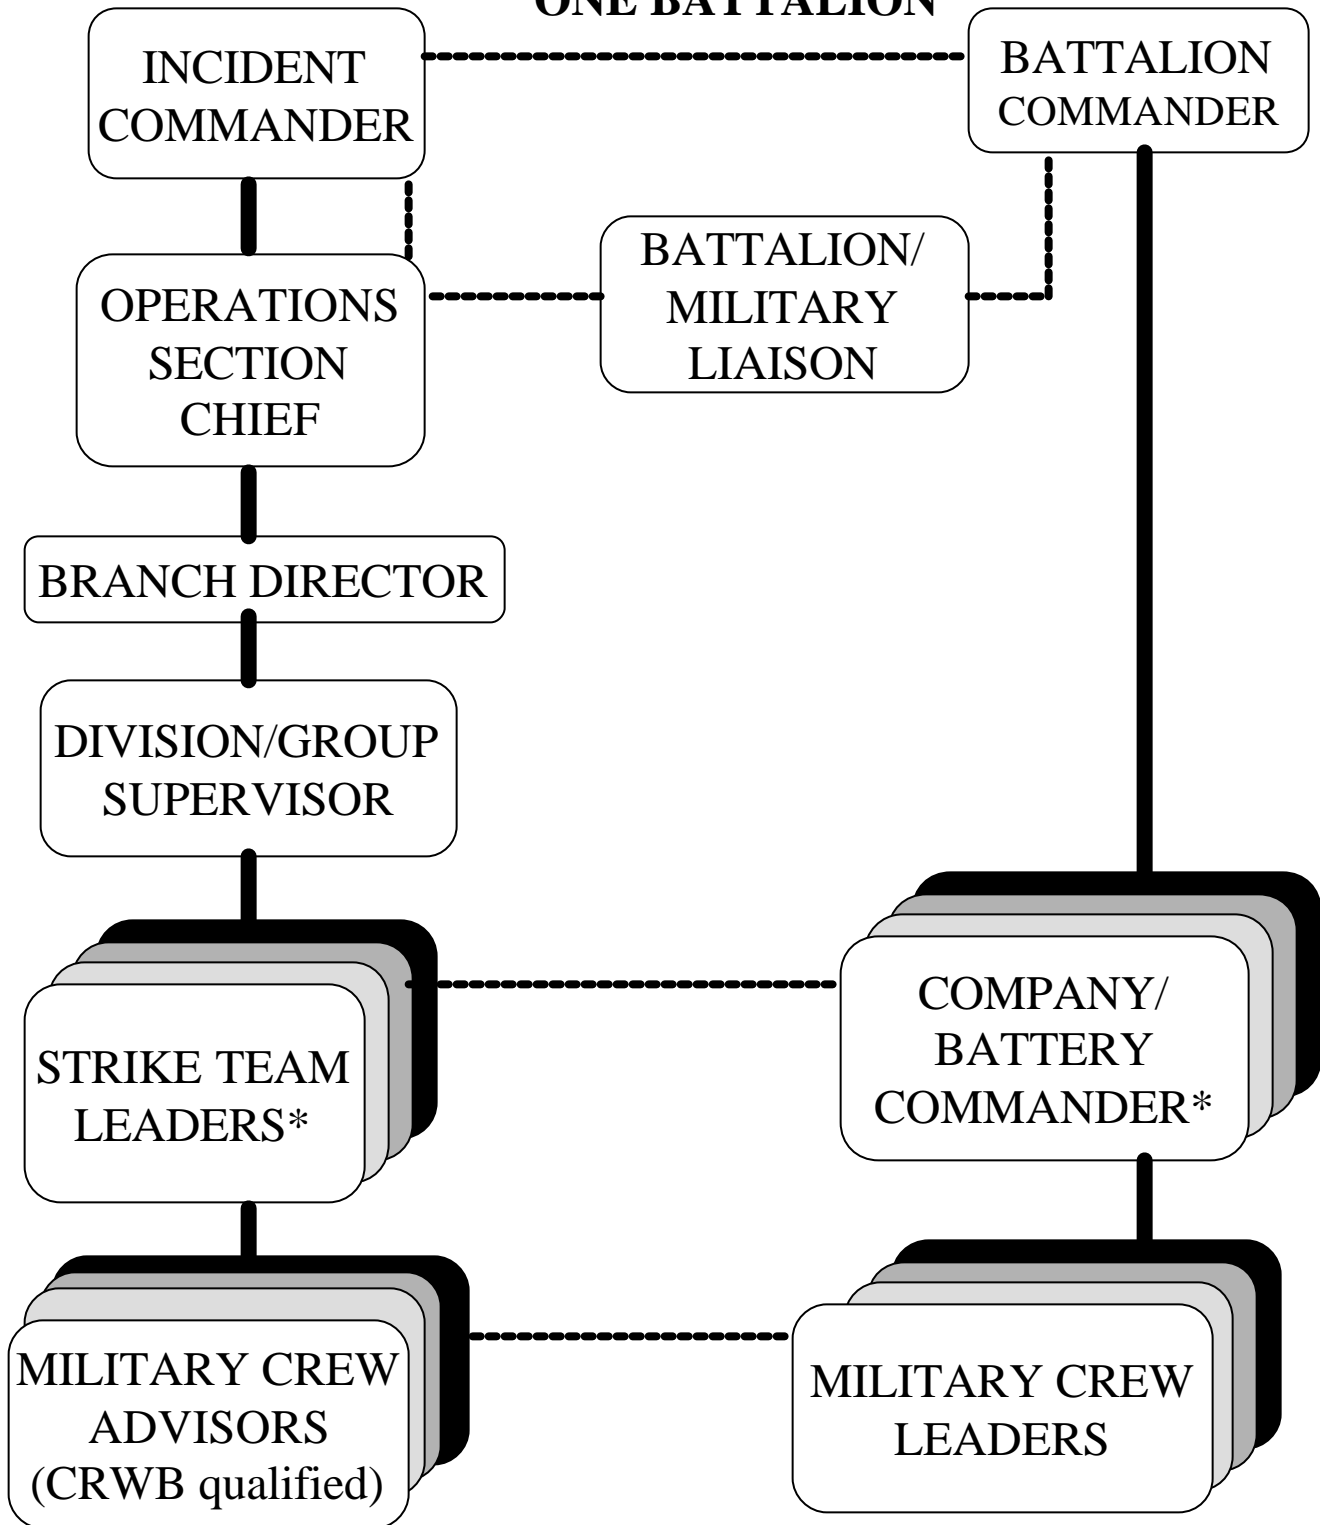 ONE BATTALION
INCIDENT
COMMANDER
BATTALION
COMMANDER
BATTALION/
MILITARY
LIAISON
OPERATIONS
SECTION
CHIEF
BRANCH DIRECTOR
DIVISION/GROUP
SUPERVISOR
STRIKE TEAM
LEADERS*
COMPANY/
BATTERY
COMMANDER*
MILITARY CREW
ADVISORS
(CRWB qualified)
MILITARY CREW
LEADERS